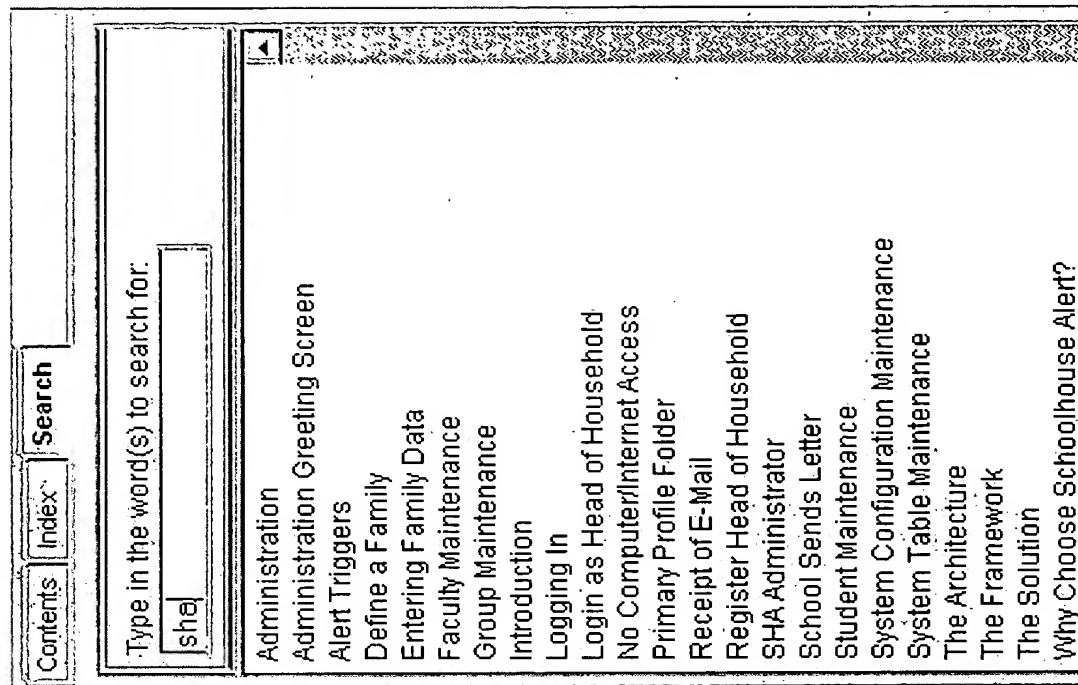 Contents Index Search
Type in the word(s) to search for:
sha
Administration
Administration Greeting Screen
Alert Triggers
Define a Family
Entering Family Data
Faculty Maintenance
Group Maintenance
Introduction
Logging In
Login as Head of Household
No Computer/Internet Access
Primary Profile Folder
Receipt of E-Mail
Register Head of Household
SHA Administrator
School Sends Letter
Student Maintenance
System Configuration Maintenance
System Table Maintenance
The Architecture
The Framework
The Solution
Why Choose Schoolhouse Alert?